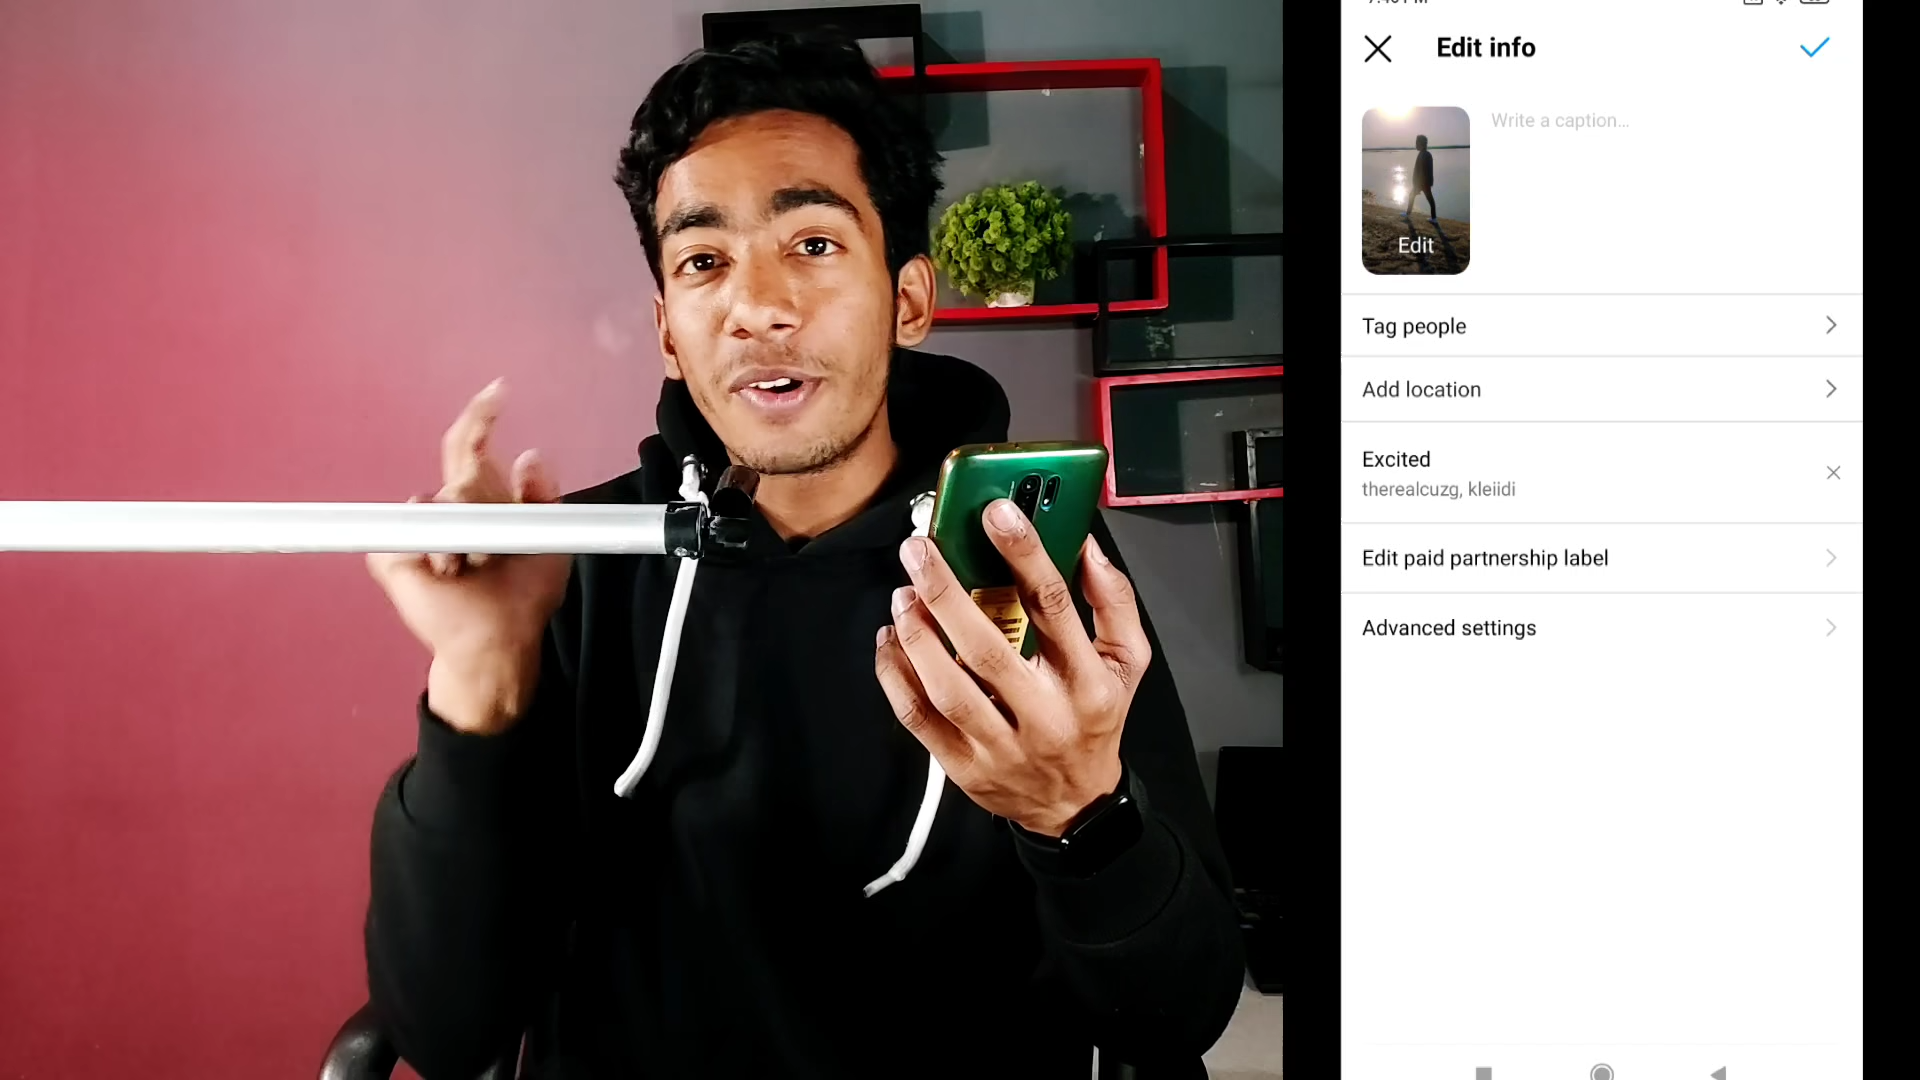 Edit info
Write a caption...
Edit
Tag people
Add location
Excited
therealcuzg, kleiidi
Edit paid partnership label
Advanced settings